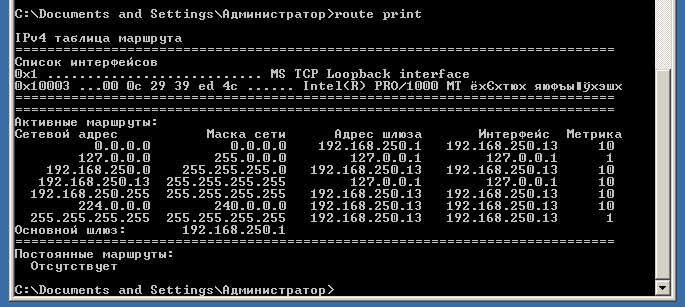 C:\Documents and Settings\Администратор>route print
IPv4 таблица маршрута
===========================================================================
Список интерфейсов
0x1 ........................... MS TCP Loopback interface
0x10003 ...00 0c 29 39 ed 4c ...... Intel(R) PRO/1000 MT
===========================================================================
===========================================================================
Активные маршруты:
Сетевой адрес Маска сети Адрес шлюза Интерфейс Метрика
0.0.0.0 0.0.0.0 192.168.250.1 192.168.250.13 10
127.0.0.0 255.0.0.0 127.0.0.1 127.0.0.1 1
192.168.250.0 255.255.255.0 192.168.250.13 192.168.250.13 10
192.168.250.13 255.255.255.255 127.0.0.1 127.0.0.1 10
192.168.250.255 255.255.255.255 192.168.250.13 192.168.250.13 10
224.0.0.0 240.0.0.0 192.168.250.13 192.168.250.13 10
255.255.255.255 255.255.255.255 192.168.250.13 192.168.250.13 1
Основной шлюз: 192.168.250.1
===========================================================================
Постоянные маршруты:
Отсутствует
C:\Documents and Settings\Администратор>